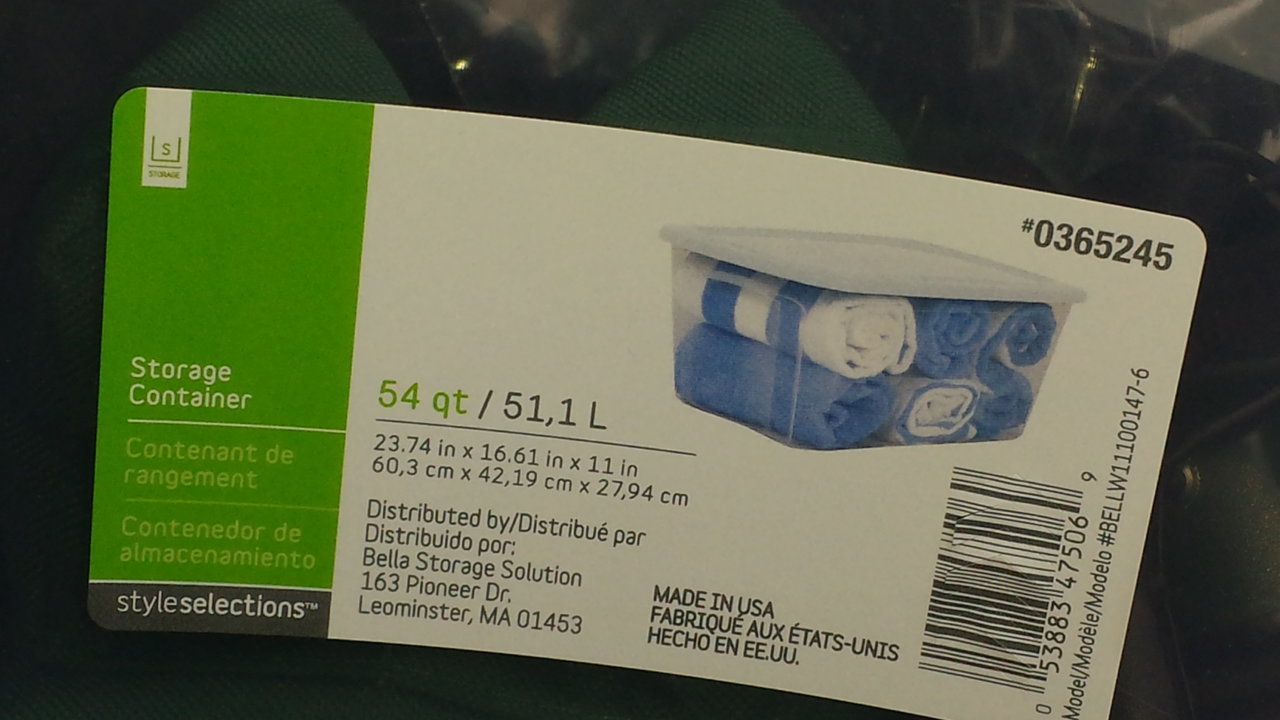 S
STORAGE
#0365245
Storage
Container
Contenant de
rangement
Contenedor de
almacenamiento
styleselections™
54 qt / 51,1 L
23.74 in x 16.61 in x 11 in
60,3 cm x 42,19 cm x 27,94 cm
Distributed by/Distribué par
Distribuido por:
Bella Storage Solution
163 Pioneer Dr.
Leominster, MA 01453
MADE IN USA
FABRIQUÉ AUX ÉTATS-UNIS
HECHO EN EE.UU.
0 53883 47506 9
Model/Modèle/Modelo #BELLW11100147-6